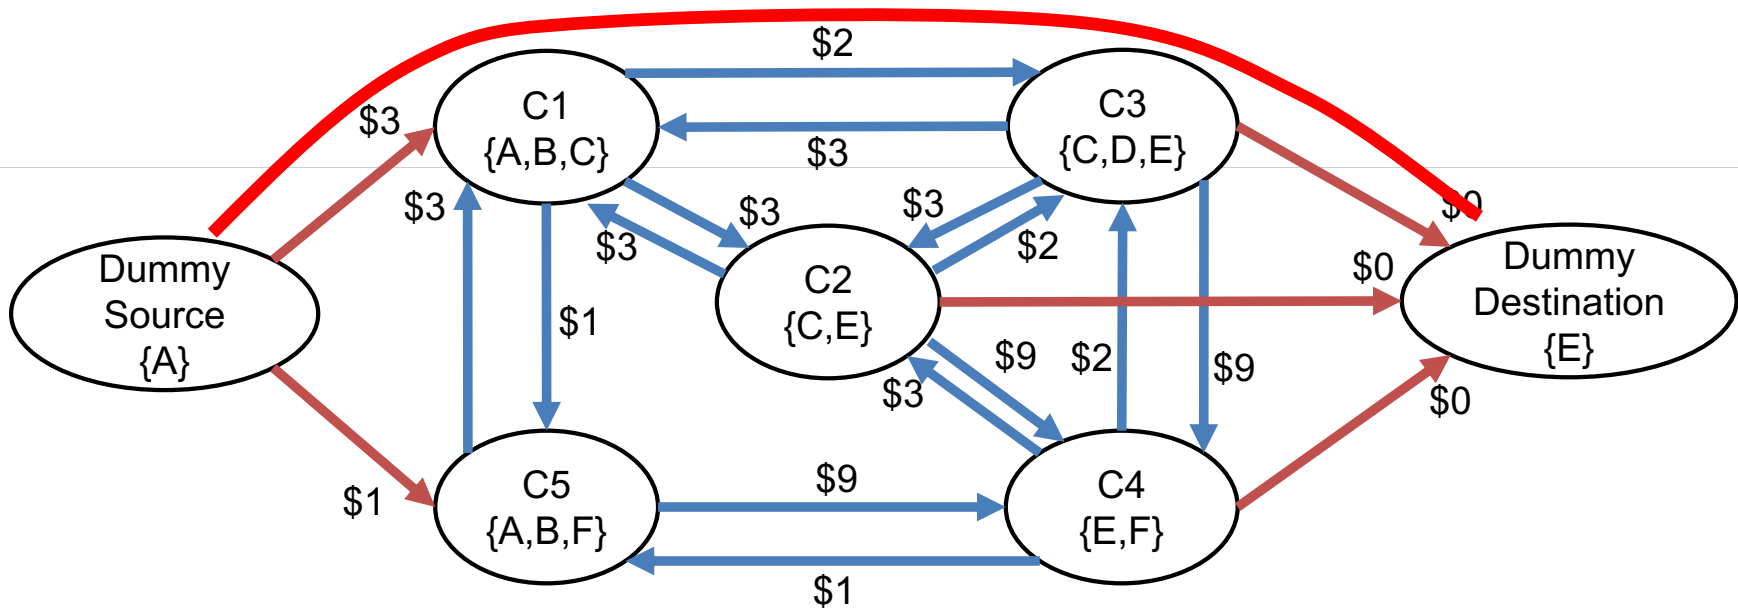 $2
C1
{A,B,C}
C3
{C,D,E}
$3
$3
$3
$3
$3
$3
$2
$0
Dummy
Source
{A}
C2
{C,E}
$0
Dummy
Destination
{E}
$1
$9
$3
$2
$9
$0
$1
C5
{A,B,F}
$9
C4
{E,F}
$1